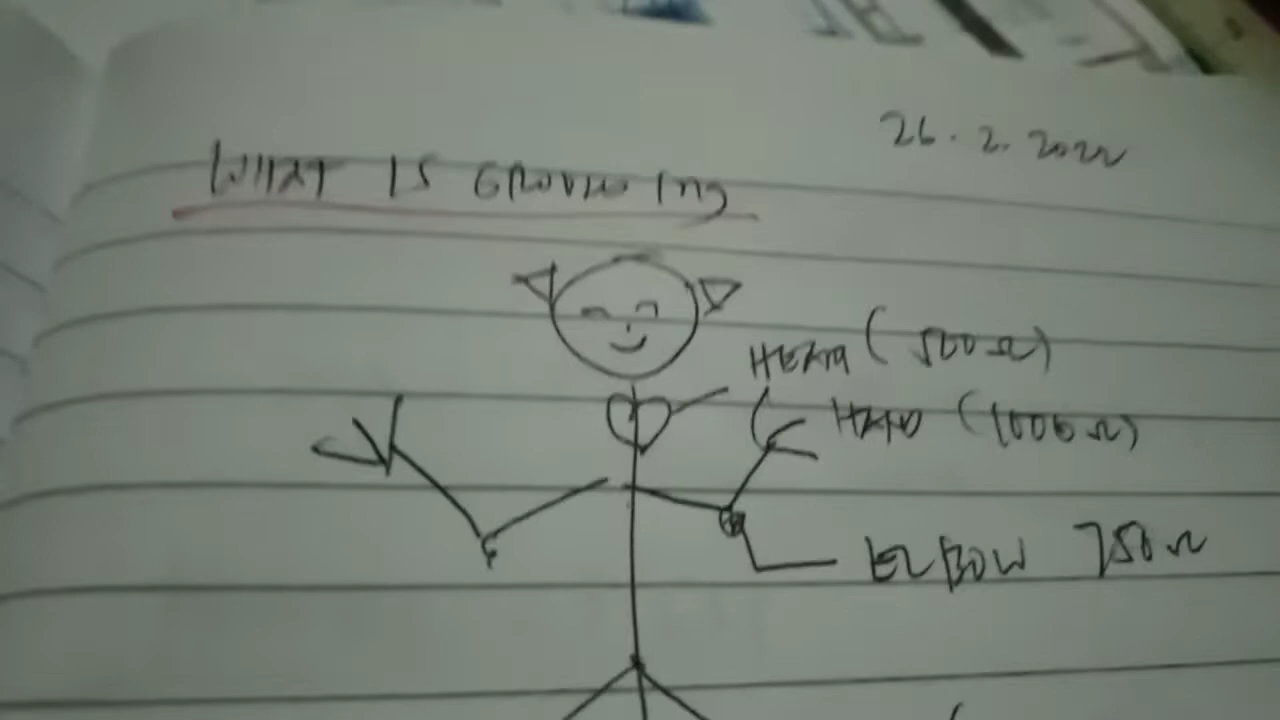 26.2.2022
WHAT IS GROUNDING
HEART (500Ω)
HAND (1000Ω)
ELBOW 750Ω